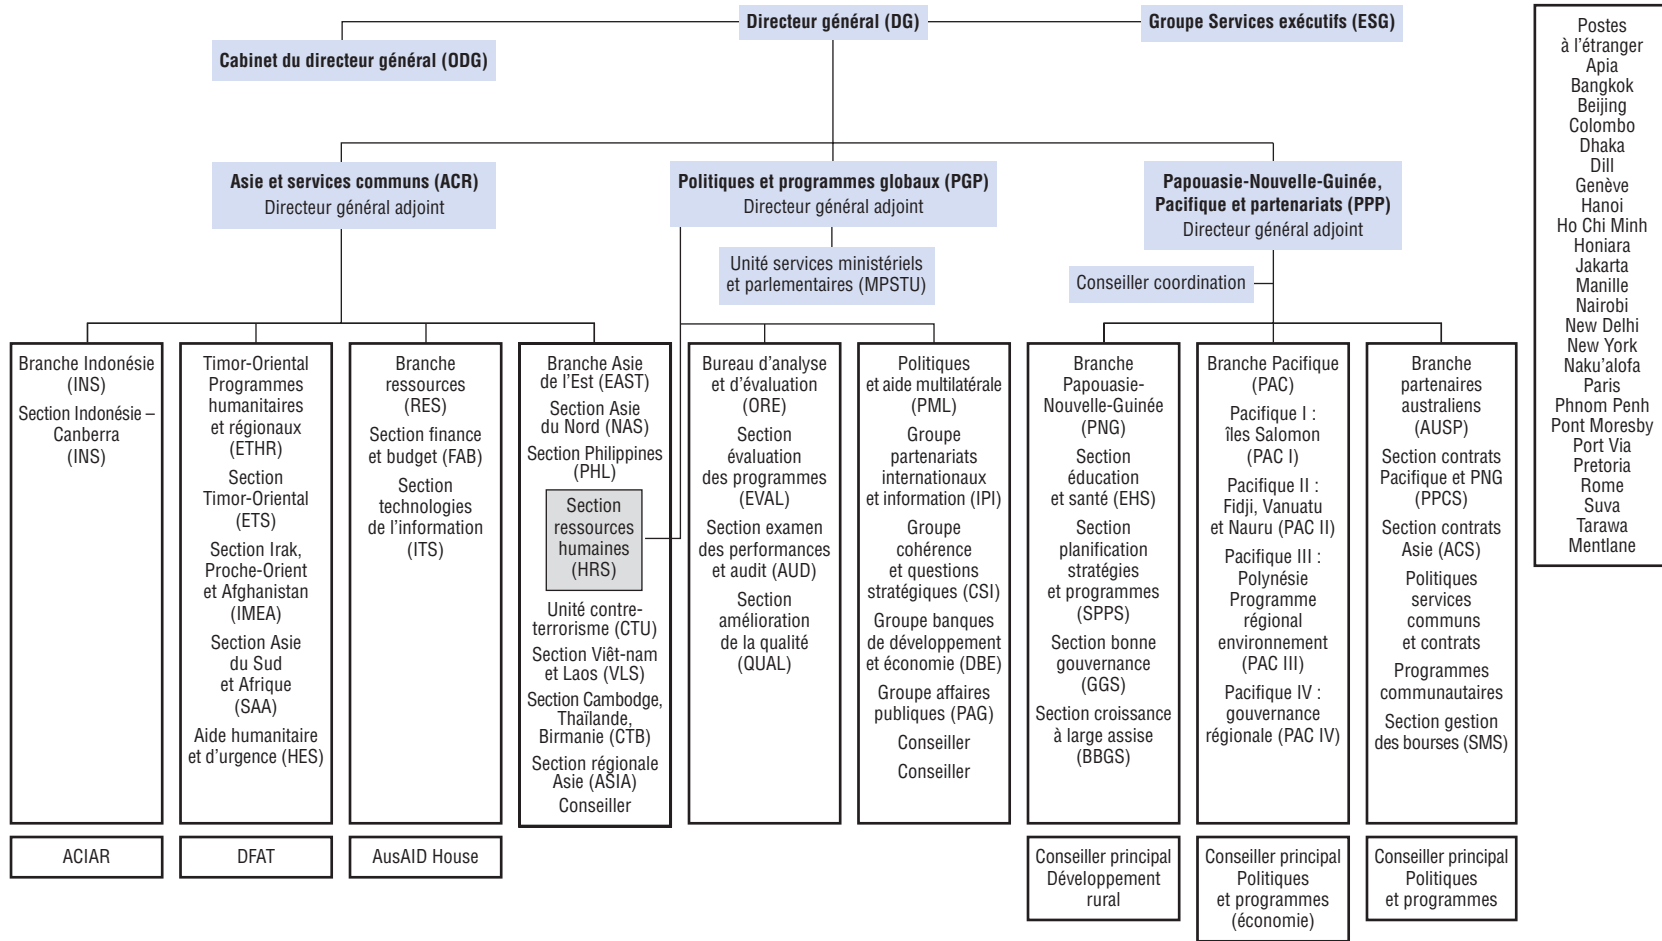 Directeur général (DG)
Groupe Services exécutifs (ESG)
Cabinet du directeur général (ODG)
Asie et services communs (ACR)
Directeur général adjoint
Politiques et programmes globaux (PGP)
Directeur général adjoint
Papouasie-Nouvelle-Guinée,
Pacifique et partenariats (PPP)
Directeur général adjoint
Unité services ministériels
et parlementaires (MPSTU)
Conseiller coordination
Branche Indonésie
(INS)
Section Indonésie –
Canberra
(INS)
Timor-Oriental
Programmes
humanitaires
et régionaux
(ETHR)
Section
Timor-Oriental
(ETS)
Section Irak,
Proche-Orient
et Afghanistan
(IMEA)
Section Asie
du Sud
et Afrique
(SAA)
Aide humanitaire
et d'urgence (HES)
Branche
ressources
(RES)
Section finance
et budget (FAB)
Section
technologies
de l'information
(ITS)
Branche Asie
de l'Est (EAST)
Section Asie
du Nord (NAS)
Section Philippines
(PHL)
Section
ressources
humaines
(HRS)
Unité contre-
terrorisme (CTU)
Section Viêt-nam
et Laos (VLS)
Section Cambodge,
Thaïlande,
Birmanie (CTB)
Section régionale
Asie (ASIA)
Conseiller
Bureau d'analyse
et d'évaluation
(ORE)
Section
évaluation
des programmes
(EVAL)
Section examen
des performances
et audit (AUD)
Section
amélioration
de la qualité
(QUAL)
Politiques
et aide multilatérale
(PML)
Groupe
partenariats
internationaux
et information (IPI)
Groupe
cohérence
et questions
stratégiques (CSI)
Groupe banques
de développement
et économie (DBE)
Groupe affaires
publiques (PAG)
Conseiller
Conseiller
Branche
Papouasie-
Nouvelle-Guinée
(PNG)
Section
éducation
et santé (EHS)
Section
planification
stratégies
et programmes
(SPPS)
Section bonne
gouvernance
(GGS)
Section croissance
à large assise
(BBGS)
Branche Pacifique
(PAC)
Pacifique I :
îles Salomon
(PAC I)
Pacifique II :
Fidji, Vanuatu
et Nauru (PAC II)
Pacifique III :
Polynésie
Programme
régional
environnement
(PAC III)
Pacifique IV :
gouvernance
régionale (PAC IV)
Branche
partenaires
australiens
(AUSP)
Section contrats
Pacifique et PNG
(PPCS)
Section contrats
Asie (ACS)
Politiques
services
communs
et contrats
Programmes
communautaires
Section gestion
des bourses (SMS)
ACIAR
DFAT
AusAID House
Conseiller principal
Développement
rural
Conseiller principal
Politiques
et programmes
(économie)
Conseiller principal
Politiques
et programmes
Postes
à l'étranger
Apia
Bangkok
Beijing
Colombo
Dhaka
Dill
Genève
Hanoi
Ho Chi Minh
Honiara
Jakarta
Manille
Nairobi
New Delhi
New York
Naku'alofa
Paris
Phnom Penh
Pont Moresby
Port Via
Pretoria
Rome
Suva
Tarawa
Mentlane